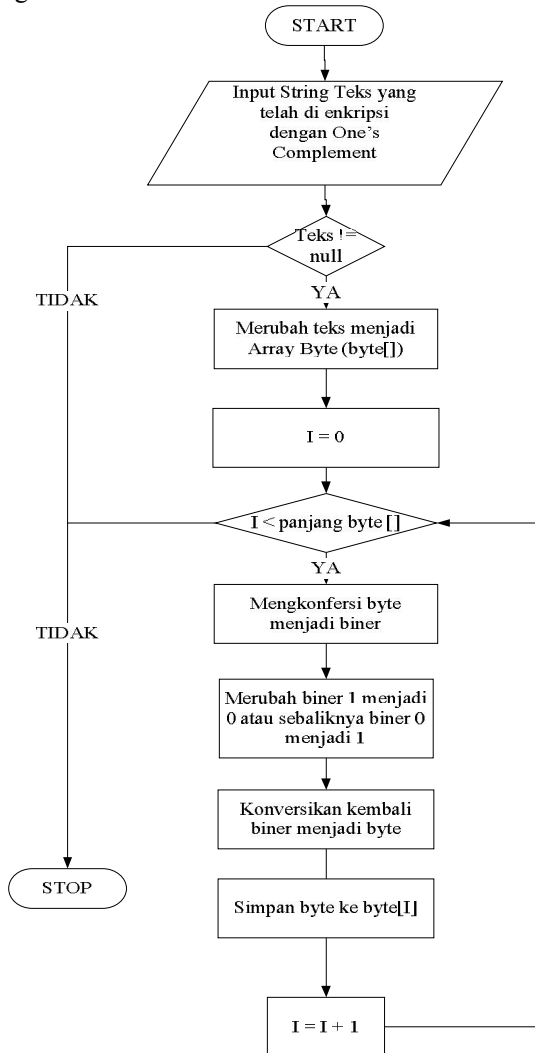 START
Input String Teks yang
telah di enkripsi
dengan One's
Complement
Teks !=
null
TIDAK
YA
Merubah teks menjadi
Array Byte (byte[])
I = 0
I < panjang byte []
YA
Mengkonfersi byte
menjadi biner
TIDAK
Merubah biner 1 menjadi
0 atau sebaliknya biner 0
menjadi 1
Konversikan kembali
biner menjadi byte
STOP
Simpan byte ke byte[I]
I = I + 1